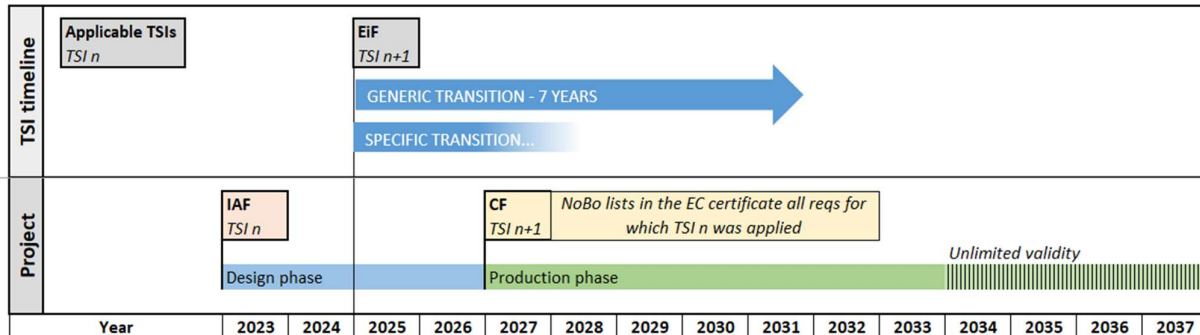 TSI timeline
Applicable TSIs
TSI n
EiF
TSI n+1
GENERIC TRANSITION - 7 YEARS
SPECIFIC TRANSITION...
Project
IAF
TSI n
CF
TSI n+1
NoBo lists in the EC certificate all reqs for
which TSI n was applied
Unlimited validity
Design phase
Production phase
Year 2023 2024 2025 2026 2027 2028 2029 2030 2031 2032 2033 2034 2035 2036 2037